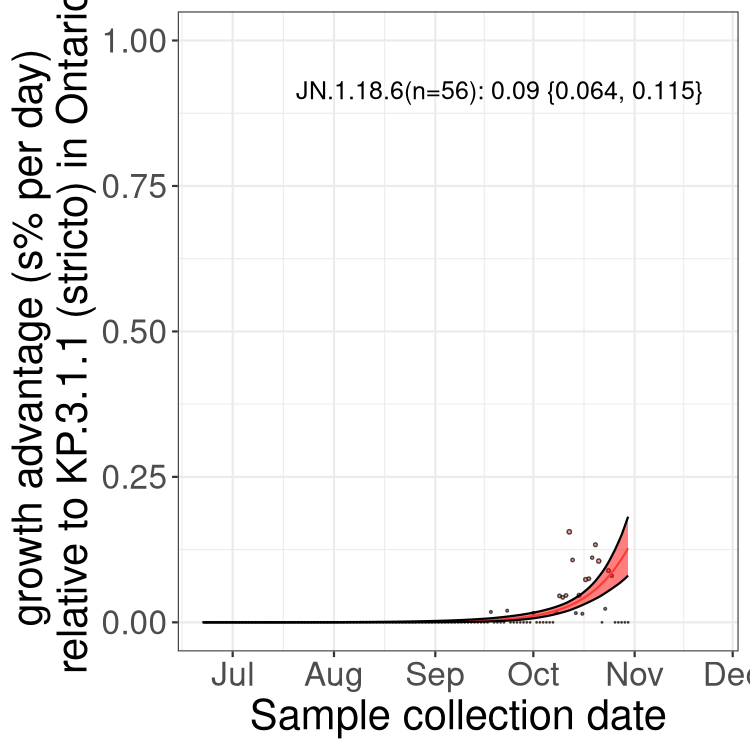 growth advantage (s% per day)
relative to KP.3.1.1 (stricto) in Ontario
1.00
0.75
0.50
0.25
0.00
JN.1.18.6(n=56): 0.09 {0.064, 0.115}
Jul Aug Sep Oct Nov Dec
Sample collection date